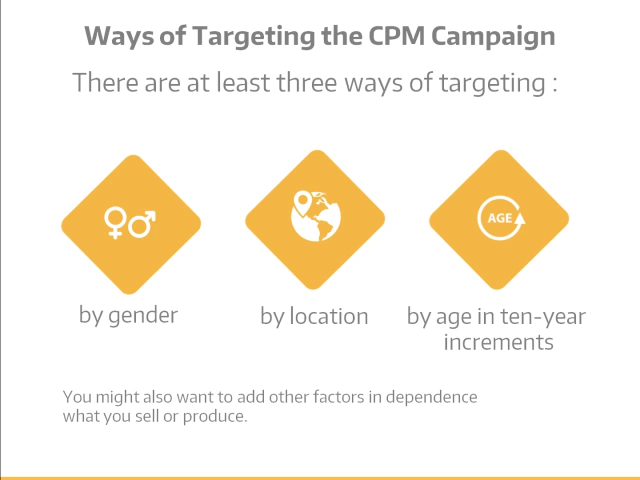 Ways of Targeting the CPM Campaign
There are at least three ways of targeting :
AGE
by gender
by location
by age in ten-year
increments
You might also want to add other factors in dependence
what you sell or produce.